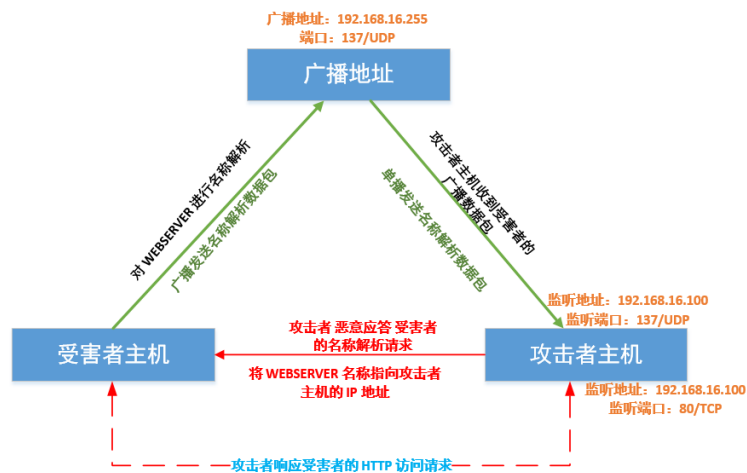 广播地址：192.168.16.255
端口：137/UDP
广播地址
对 WEBSERVER 进行名称解析
广播发送名称解析数据包
攻击者主机收到受害者的
广播数据包
单播发送名称解析数据包
监听地址：192.168.16.100
监听端口：137/UDP
受害者主机
攻击者 恶意应答 受害者
的名称解析请求
将 WEBSERVER 名称指向攻击者
主机的 IP 地址
攻击者主机
监听地址：192.168.16.100
监听端口：80/TCP
攻击者响应受害者的 HTTP 访问请求